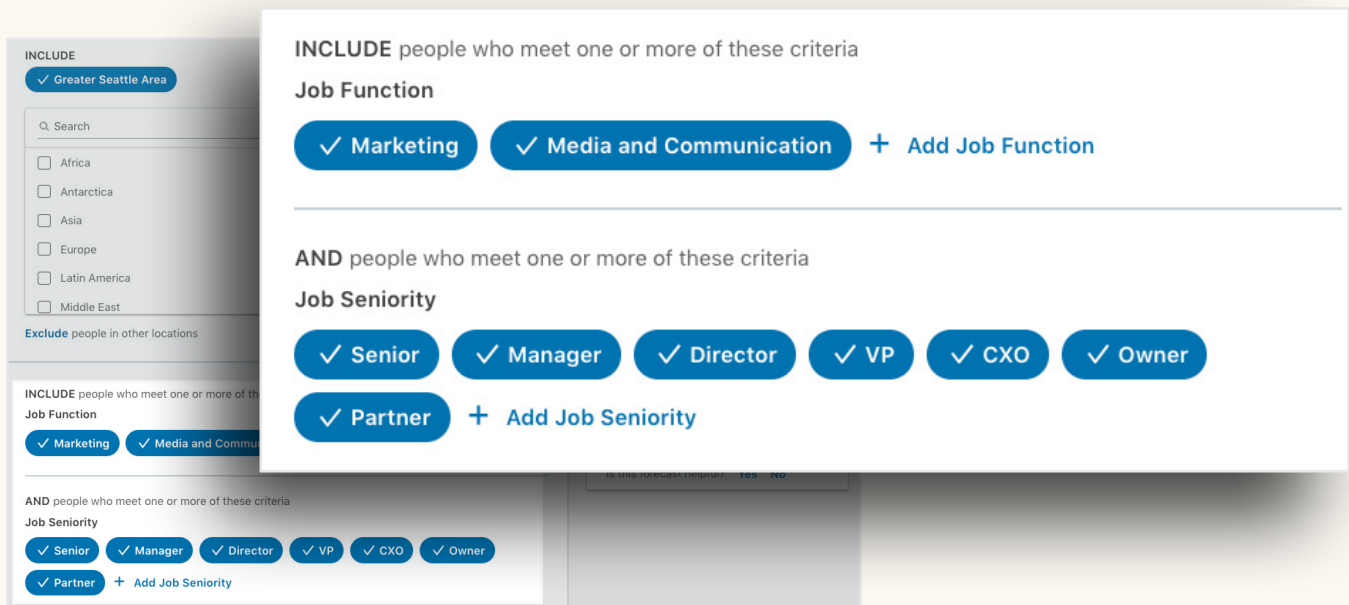 INCLUDE
Greater Seattle Area
Search
Africa
Antarctica
Asia
Europe
Latin America
Middle East
Exclude people in other locations
INCLUDE people who meet one or more of
Job Function
Marketing
Media and
AND people who meet one or more of these criteria
Job Seniority
Senior Manager Director VP CXO Owner
Partner + Add Job Seniority
INCLUDE people who meet one or more of these criteria
Job Function
Marketing Media and Communication + Add Job Function
AND people who meet one or more of these criteria
Job Seniority
Senior Manager Director VP CXO Owner
Partner + Add Job Seniority
Is this forecast helpful? Yes No